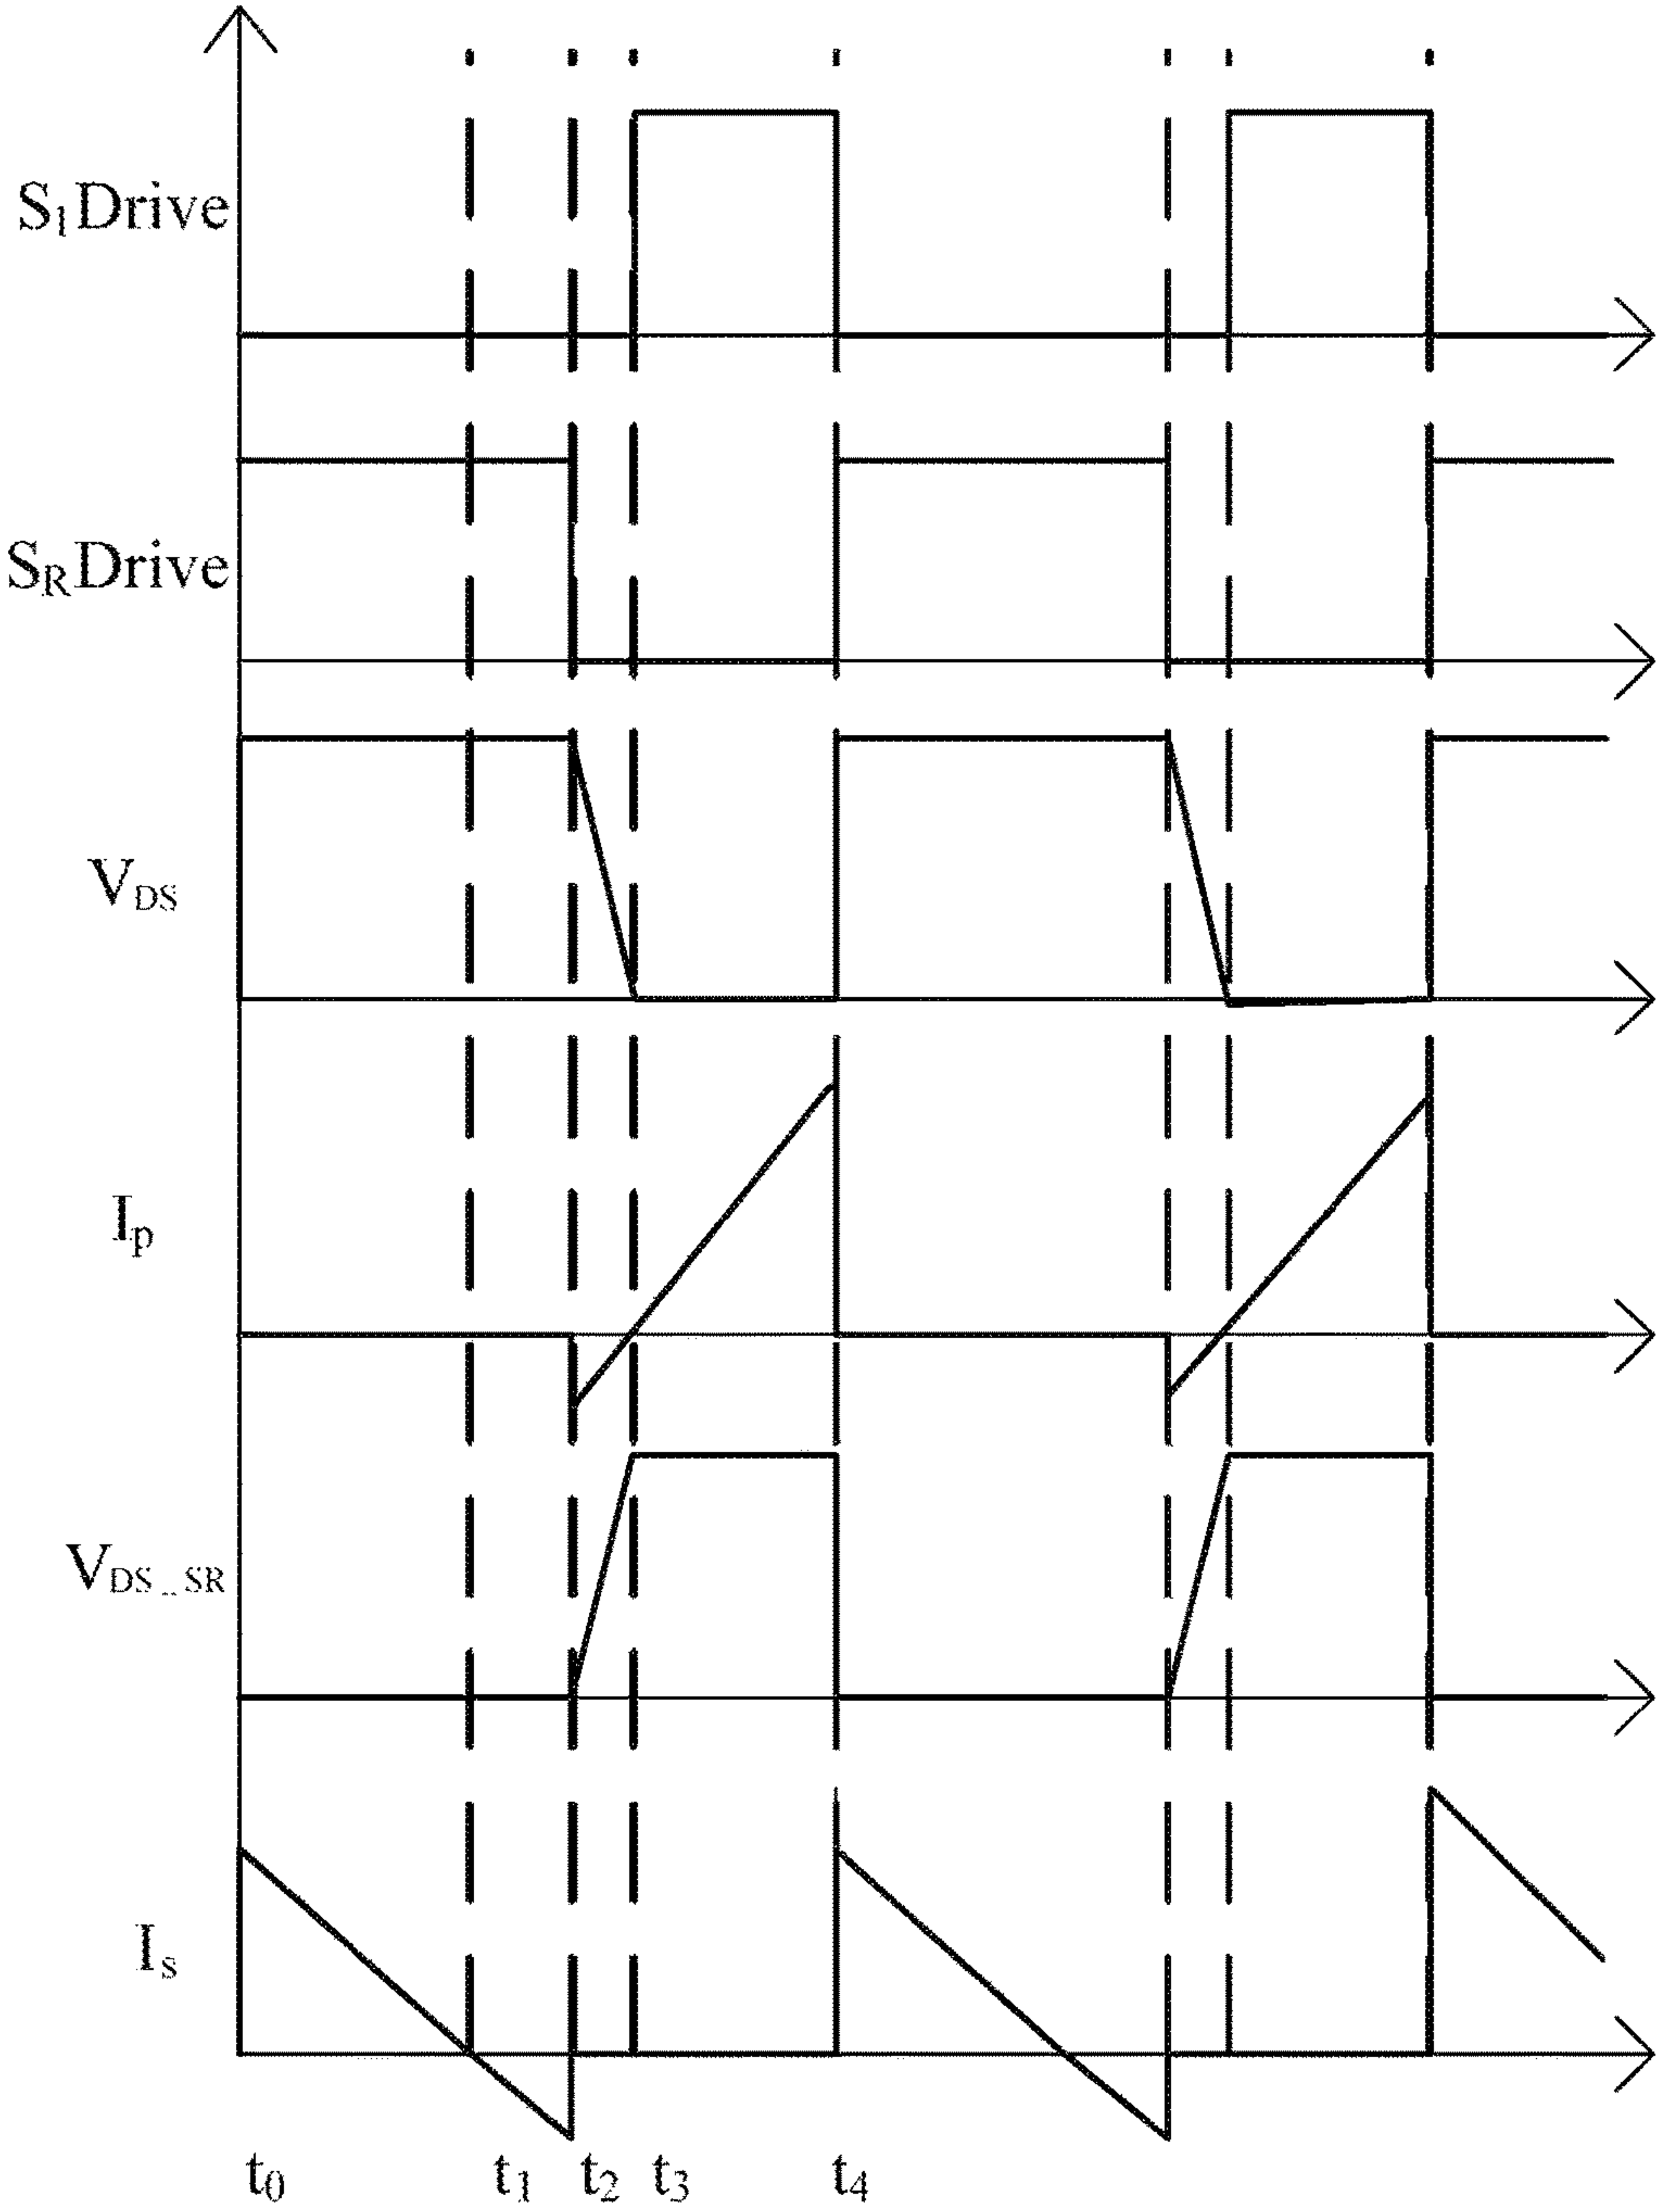 S1Drive
SRDrive
VDS
Ip
VDS_SR
Is
t0 t1 t2 t3 t4